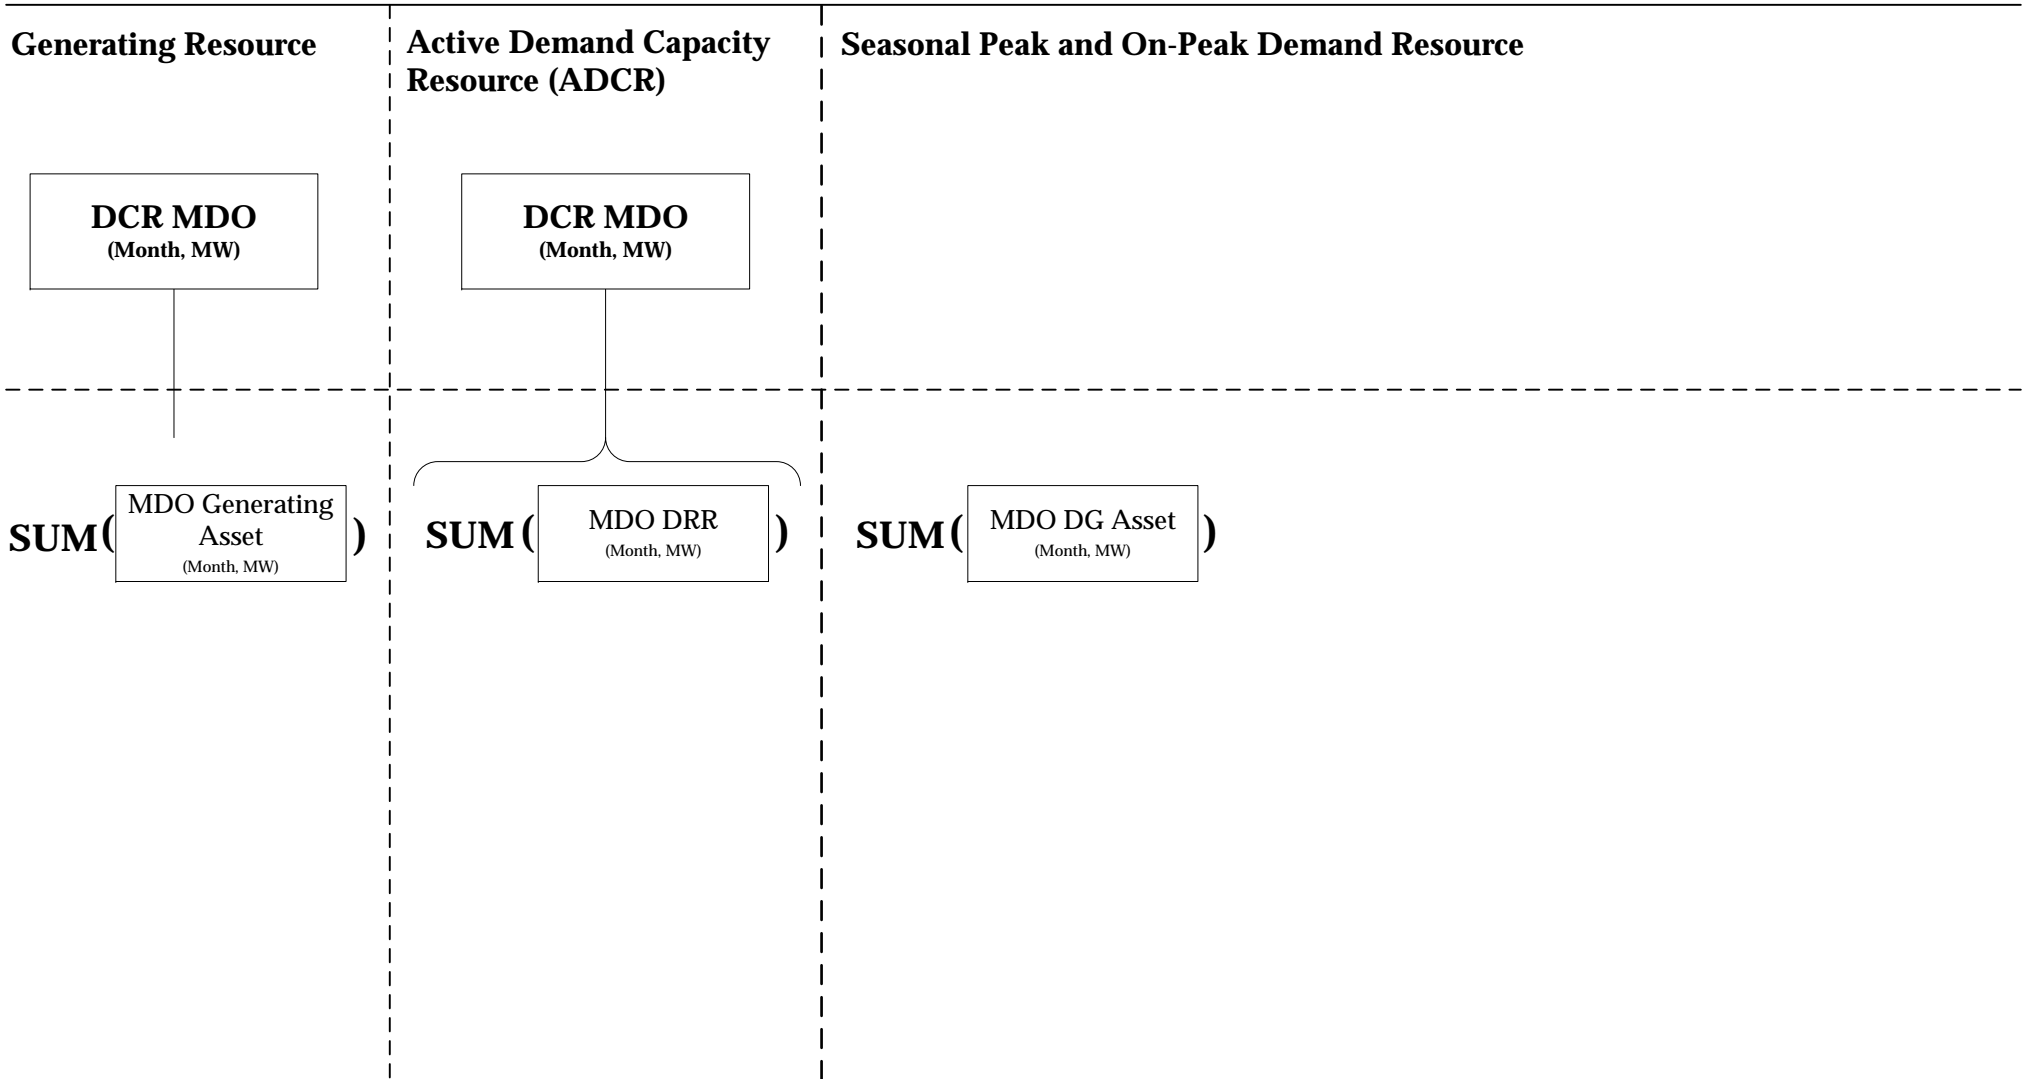 Generating Resource
Active Demand Capacity
Resource (ADCR)
Seasonal Peak and On-Peak Demand Resource
DCR MDO
(Month, MW)
DCR MDO
(Month, MW)
SUM(
MDO Generating
Asset
(Month, MW)
)
SUM (
MDO DRR
(Month, MW)
)
SUM (
MDO DG Asset
(Month, MW)
)